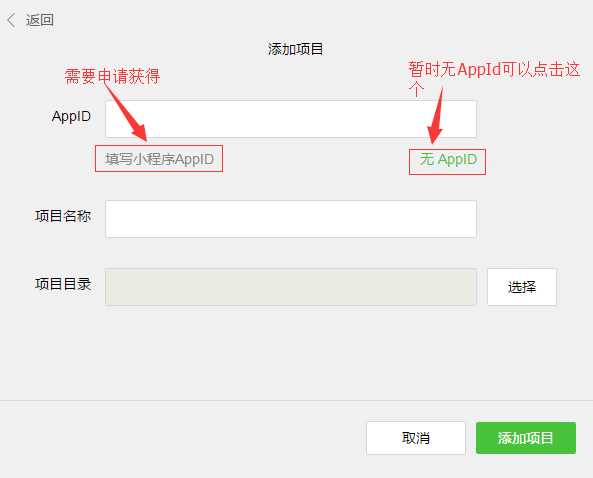 返回
添加项目
需要申请获得
暂时无AppId可以点击这
个
AppID
填写小程序AppID
无 AppID
项目名称
项目目录
选择
取消
添加项目